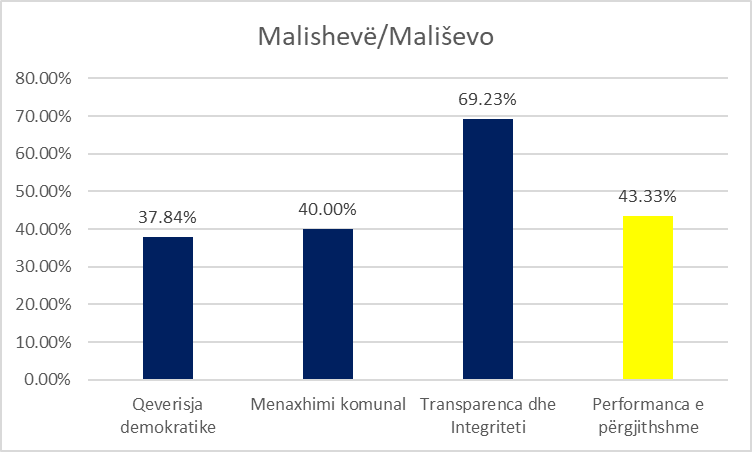 Malishevë/Mališevo
80.00%
70.00%
60.00%
50.00%
40.00%
30.00%
20.00%
10.00%
0.00%
37.84%
40.00%
69.23%
43.33%
Qeverisja
demokratike
Menaxhimi komunal
Transparenca dhe
Integriteti
Performanca e
përgjithshme